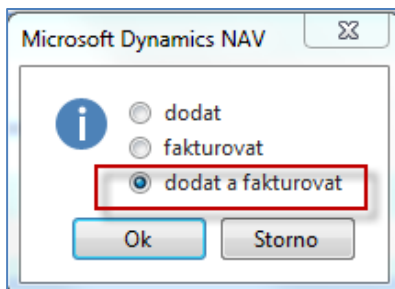 Microsoft Dynamics NAV
dodat
fakturovat
dodat a fakturovat
Ok
Storno